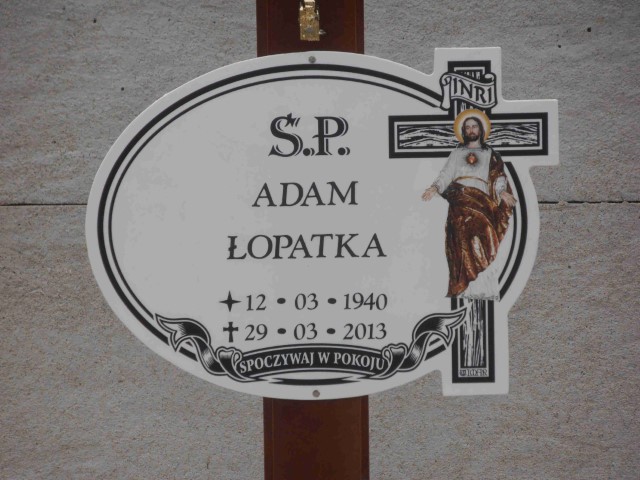 INRI
Ś.P.
ADAM
ŁOPATKA
12 • 03 • 1940
29 • 03 • 2013
SPOCZYWAJ W POKOJU